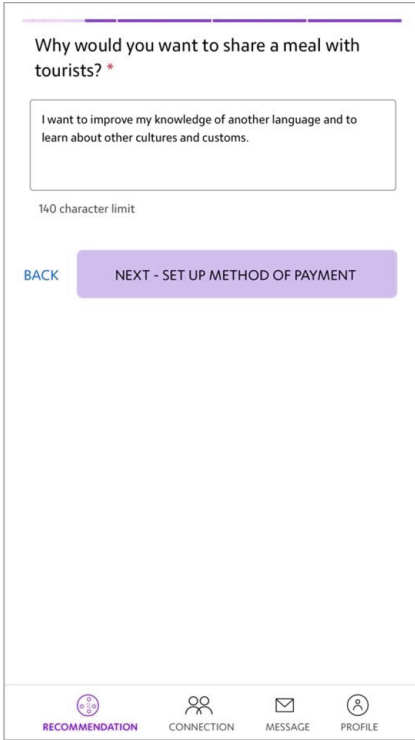 Why would you want to share a meal with
tourists? *
I want to improve my knowledge of another language and to
learn about other cultures and customs.
140 character limit
BACK
NEXT - SET UP METHOD OF PAYMENT
RECOMMENDATION
CONNECTION
MESSAGE
PROFILE